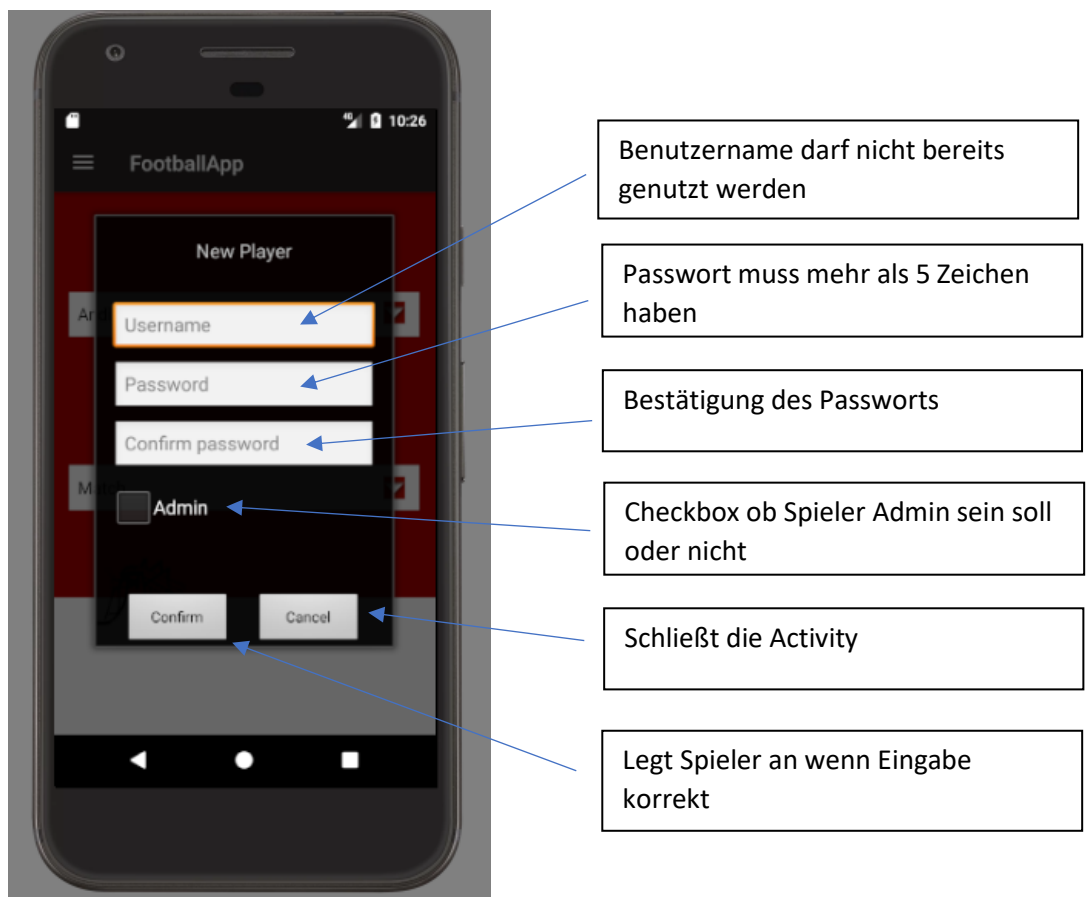 10:26
FootballApp
New Player
Username
Password
Confirm password
Admin
Confirm
Cancel
Benutzername darf nicht bereits
genutzt werden
Passwort muss mehr als 5 Zeichen
haben
Bestätigung des Passworts
Checkbox ob Spieler Admin sein soll
oder nicht
Schließt die Activity
Legt Spieler an wenn Eingabe
korrekt